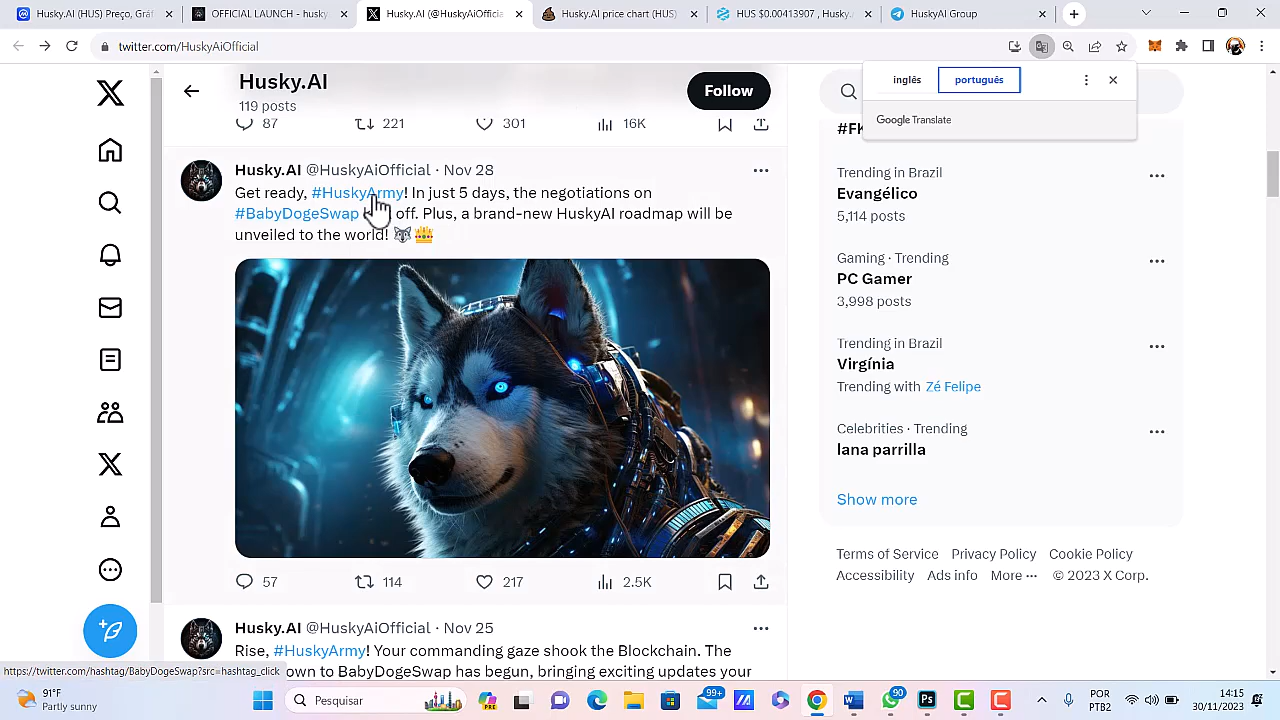 Husky.AI (HUS) Preço, Gráf
OFFICIAL LAUNCH - husky
Husky.AI (@HuskyAiOfficia
Husky.AI price chart (HUS)
HUS $0.00413907 , Husky
HuskyAI Group
twitter.com/HuskyAiOfficial
inglês
português
Google Translate
Husky.AI
119 posts
Follow
87
221
301
16K
Husky.AI @HuskyAiOfficial · Nov 28
Get ready, #HuskyArmy! In just 5 days, the negotiations on
#BabyDogeSwap off. Plus, a brand-new HuskyAI roadmap will be
unveiled to the world!
57
114
217
2.5K
Husky.AI @HuskyAiOfficial · Nov 25
Rise, #HuskyArmy! Your commanding gaze shook the Blockchain. The
own to BabyDogeSwap has begun, bringing exciting updates your
#FK
Trending in Brazil
Evangélico
5,114 posts
Gaming · Trending
PC Gamer
3,998 posts
Trending in Brazil
Virgínia
Trending with Zé Felipe
Celebrities · Trending
lana parrilla
Show more
Terms of Service Privacy Policy Cookie Policy
Accessibility Ads info More ··· © 2023 X Corp.
https://twitter.com/hashtag/BabyDogeSwap?src=hashtag_click
91°F
Partly sunny
Pesquisar
99+
90
POR
PTB2
14:15
30/11/2023